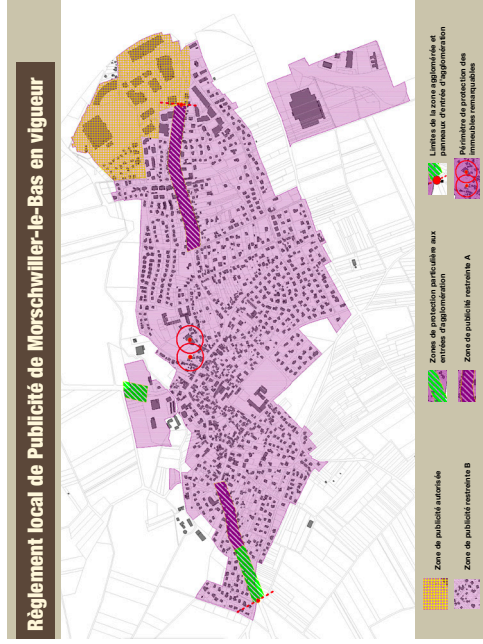 Règlement local de Publicité de Morschwiller-le-Bas en vigueur
Zone de publicité autorisée
Zone de publicité restreinte B
Zones de protection particulière aux
entrées d'agglomération
Zone de publicité restreinte A
Limites de la zone agglomérée et
panneaux d'entrée d'agglomération
Périmètre de protection des
immeubles remarquables